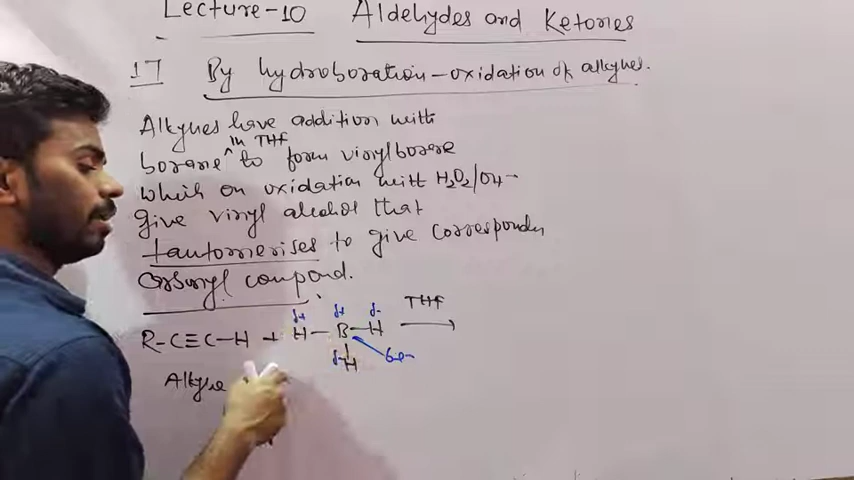 Lecture-10 Aldehydes and Ketones
17 By hydroboration-oxidation of alkynes.
Alkynes have addition with
in THF
borane ^ to form vinylborane
which on oxidation with H2O2/OH-
give vinyl alcohol that
tautomerises to give corresponden
Carbonyl compound.
δ+ δ+ δ- THF
R-C≡C-H + H-B-H →
δ- H 6e-
Alkyne